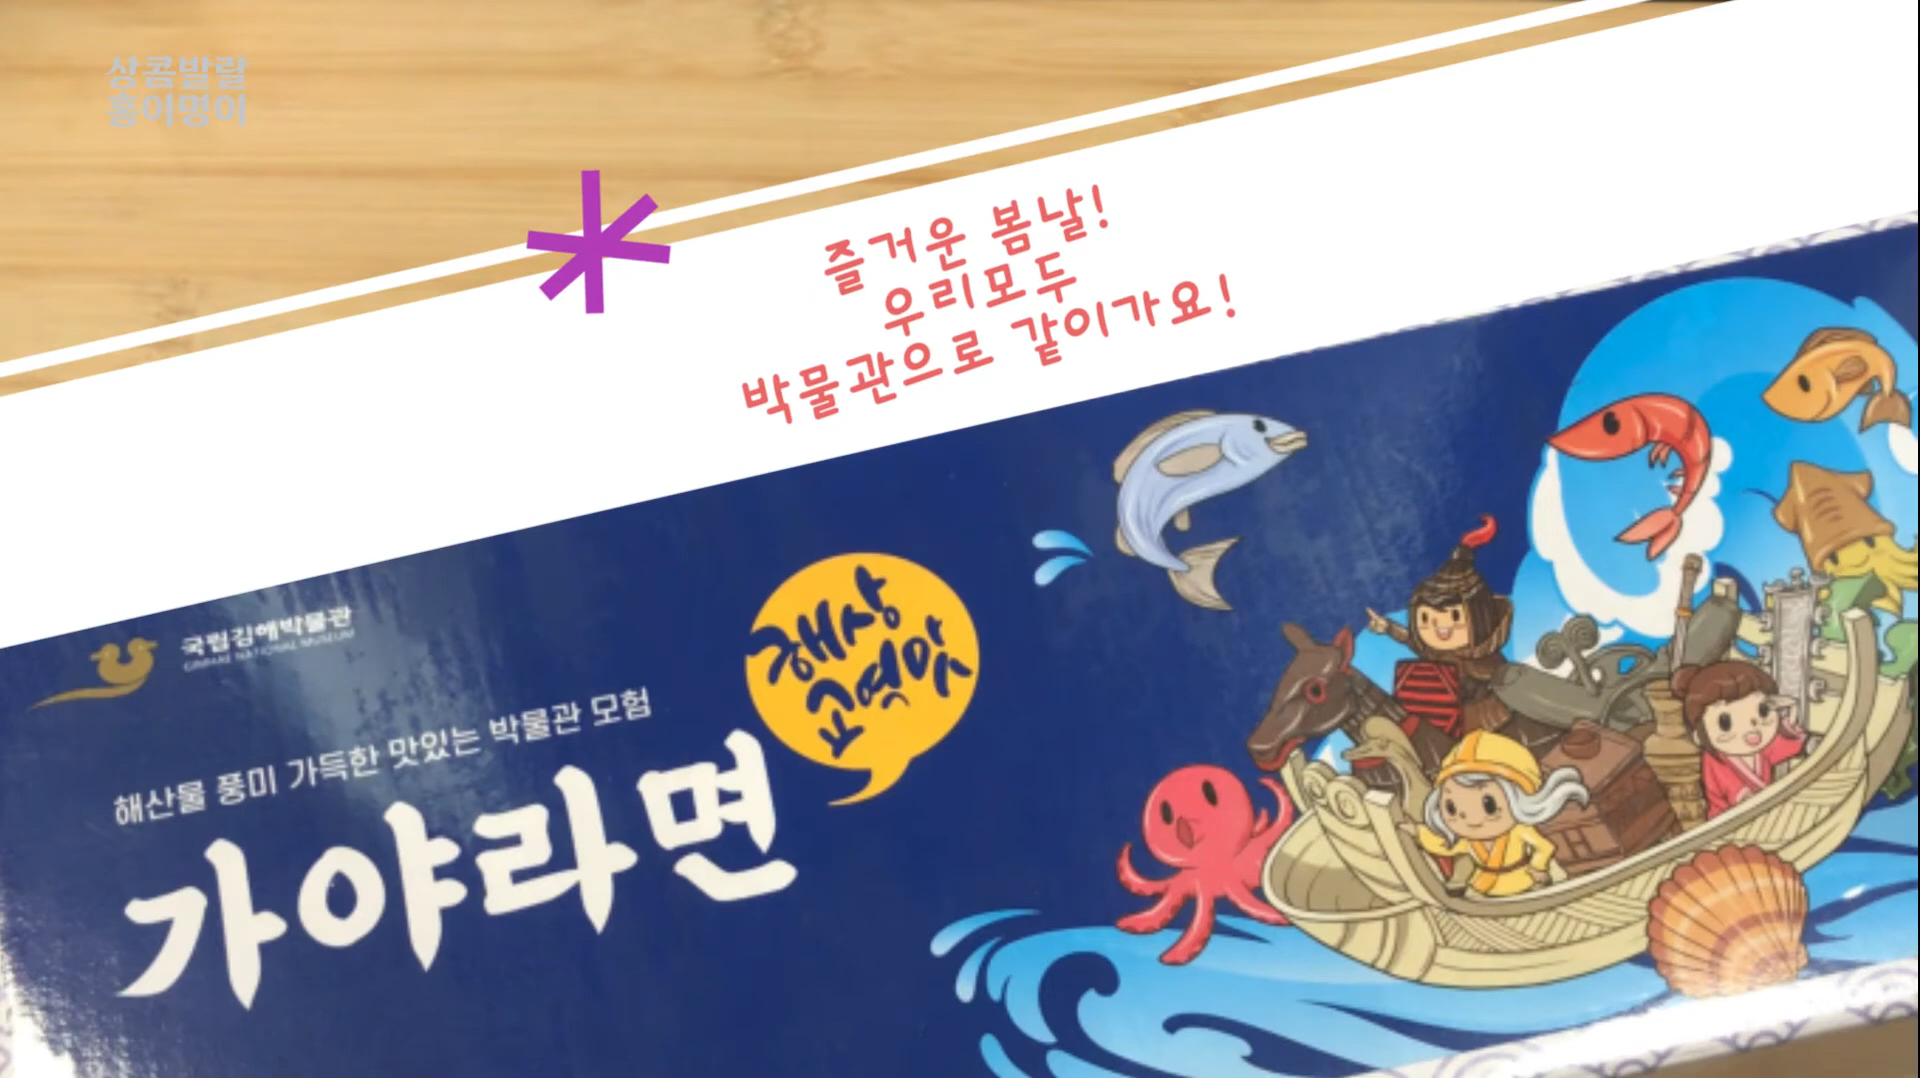 상콤발랄
홍이명이
즐거운 봄날!
우리모두
박물관으로 같이가요!
국립김해박물관
GIMHAE NATIONAL MUSEUM
해산물 풍미 가득한 맛있는 박물관 모험
해상
교역맛
가야라면